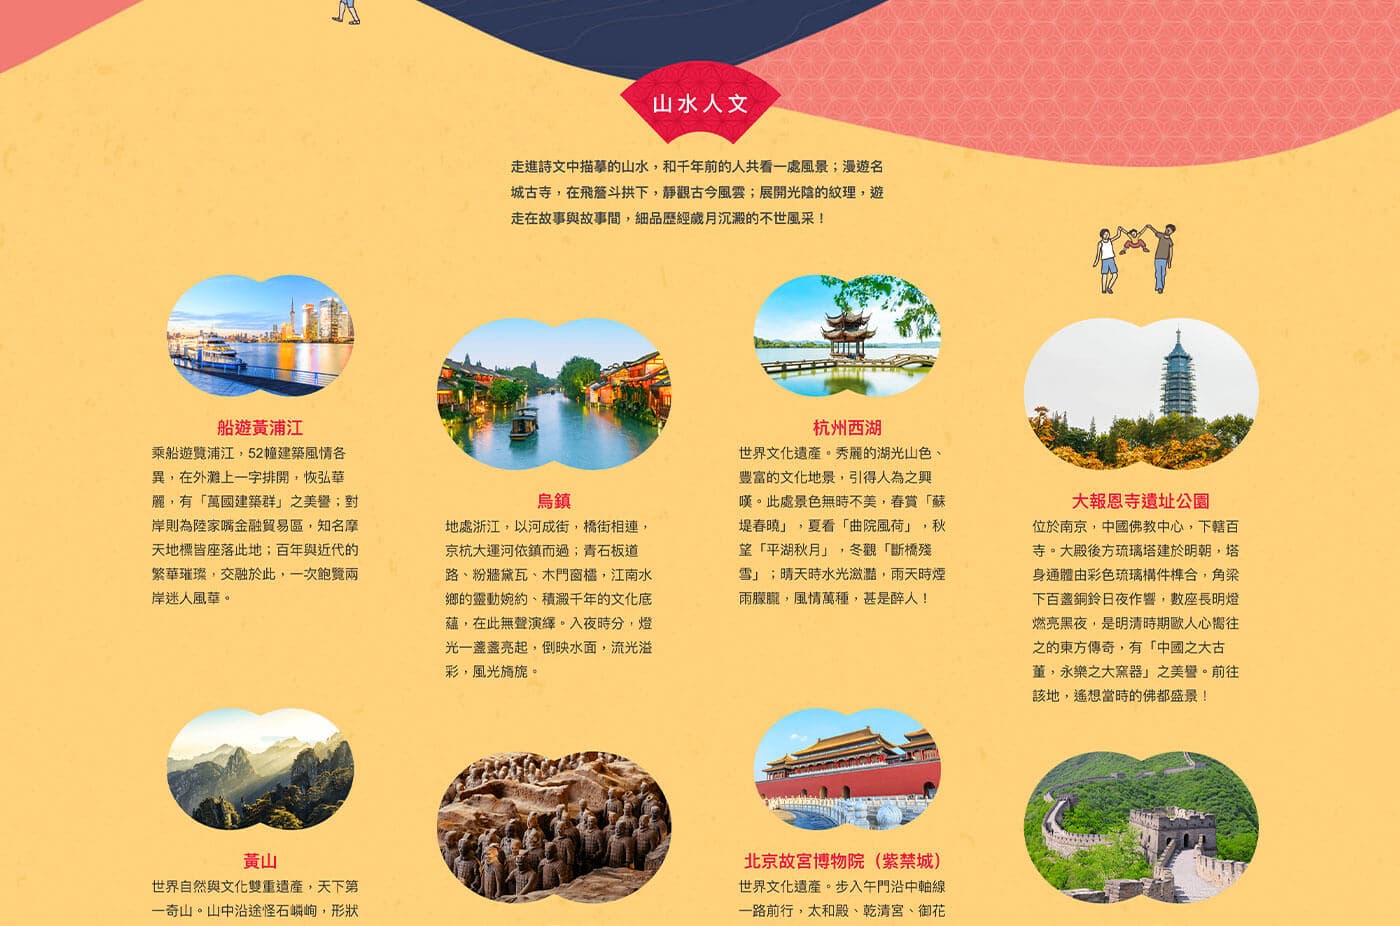 山水人文
走進詩文中描摹的山水，和千年前的人共看一處風景；漫遊名
城古寺，在飛簷斗拱下，靜觀古今風雲；展開光陰的紋理，遊
走在故事與故事間，細品歷經歲月沉澱的不世風采！
船遊黃浦江
乘船遊覽浦江，52幢建築風情各
異，在外灘上一字排開，恢弘華
麗，有「萬國建築群」之美譽；對
岸則為陸家嘴金融貿易區，知名摩
天地標皆座落此地；百年與近代的
繁華璀璨，交融於此，一次飽覽兩
岸迷人風華。
烏鎮
地處浙江，以河成街，橋街相連，
京杭大運河依鎮而過；青石板道
路、粉牆黛瓦、木門窗櫺，江南水
鄉的靈動婉約、積澱千年的文化底
蘊，在此無聲演繹。入夜時分，燈
光一盞盞亮起，倒映水面，流光溢
彩，風光旖旎。
杭州西湖
世界文化遺產。秀麗的湖光山色、
豐富的文化地景，引得人為之興
嘆。此處景色無時不美，春賞「蘇
堤春曉」，夏看「曲院風荷」，秋
望「平湖秋月」，冬觀「斷橋殘
雪」；晴天時水光瀲灩，雨天時煙
雨朦朧，風情萬種，甚是醉人！
大報恩寺遺址公園
位於南京，中國佛教中心，下轄百
寺。大殿後方琉璃塔建於明朝，塔
身通體由彩色琉璃構件榫合，角梁
下百盞銅鈴日夜作響，數座長明燈
燃亮黑夜，是明清時期歐人心嚮往
之的東方傳奇，有「中國之大古
董，永樂之大窯器」之美譽。前往
該地，遙想當時的佛都盛景！
黃山
世界自然與文化雙重遺產，天下第
一奇山。山中沿途怪石嶙峋，形狀
北京故宮博物院（紫禁城）
世界文化遺產。步入午門沿中軸線
一路前行，太和殿、乾清宮、御花